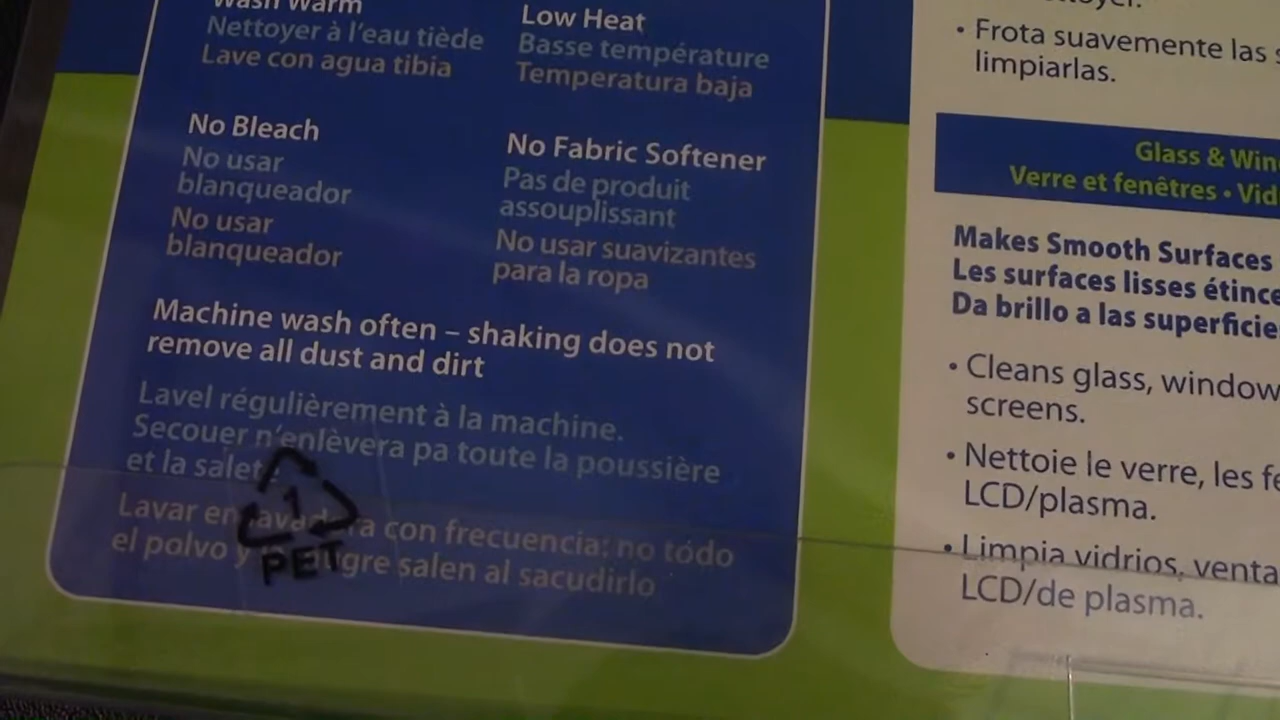 Wash Warm
Nettoyer à l'eau tiède
Lave con agua tibia
Low Heat
Basse température
Temperatura baja
No Bleach
No usar
blanqueador
No usar
blanqueador
No Fabric Softener
Pas de produit
assouplissant
No usar suavizantes
para la ropa
Machine wash often – shaking does not
remove all dust and dirt
Lavel régulièrement à la machine.
Secouer n'enlèvera pa toute la poussière
et la salet
Lavar en con frecuencia; no tódo
el polvo y salen al sacudirlo
1
PET
• Frota suavemente las
limpiarlas.
Glass & Win
Verre et fenêtres • Vid
Makes Smooth Surfaces
Les surfaces lisses étince
Da brillo a las superficie
• Cleans glass, window
screens.
• Nettoie le verre, les fe
LCD/plasma.
• Limpia vidrios, venta
LCD/de plasma.